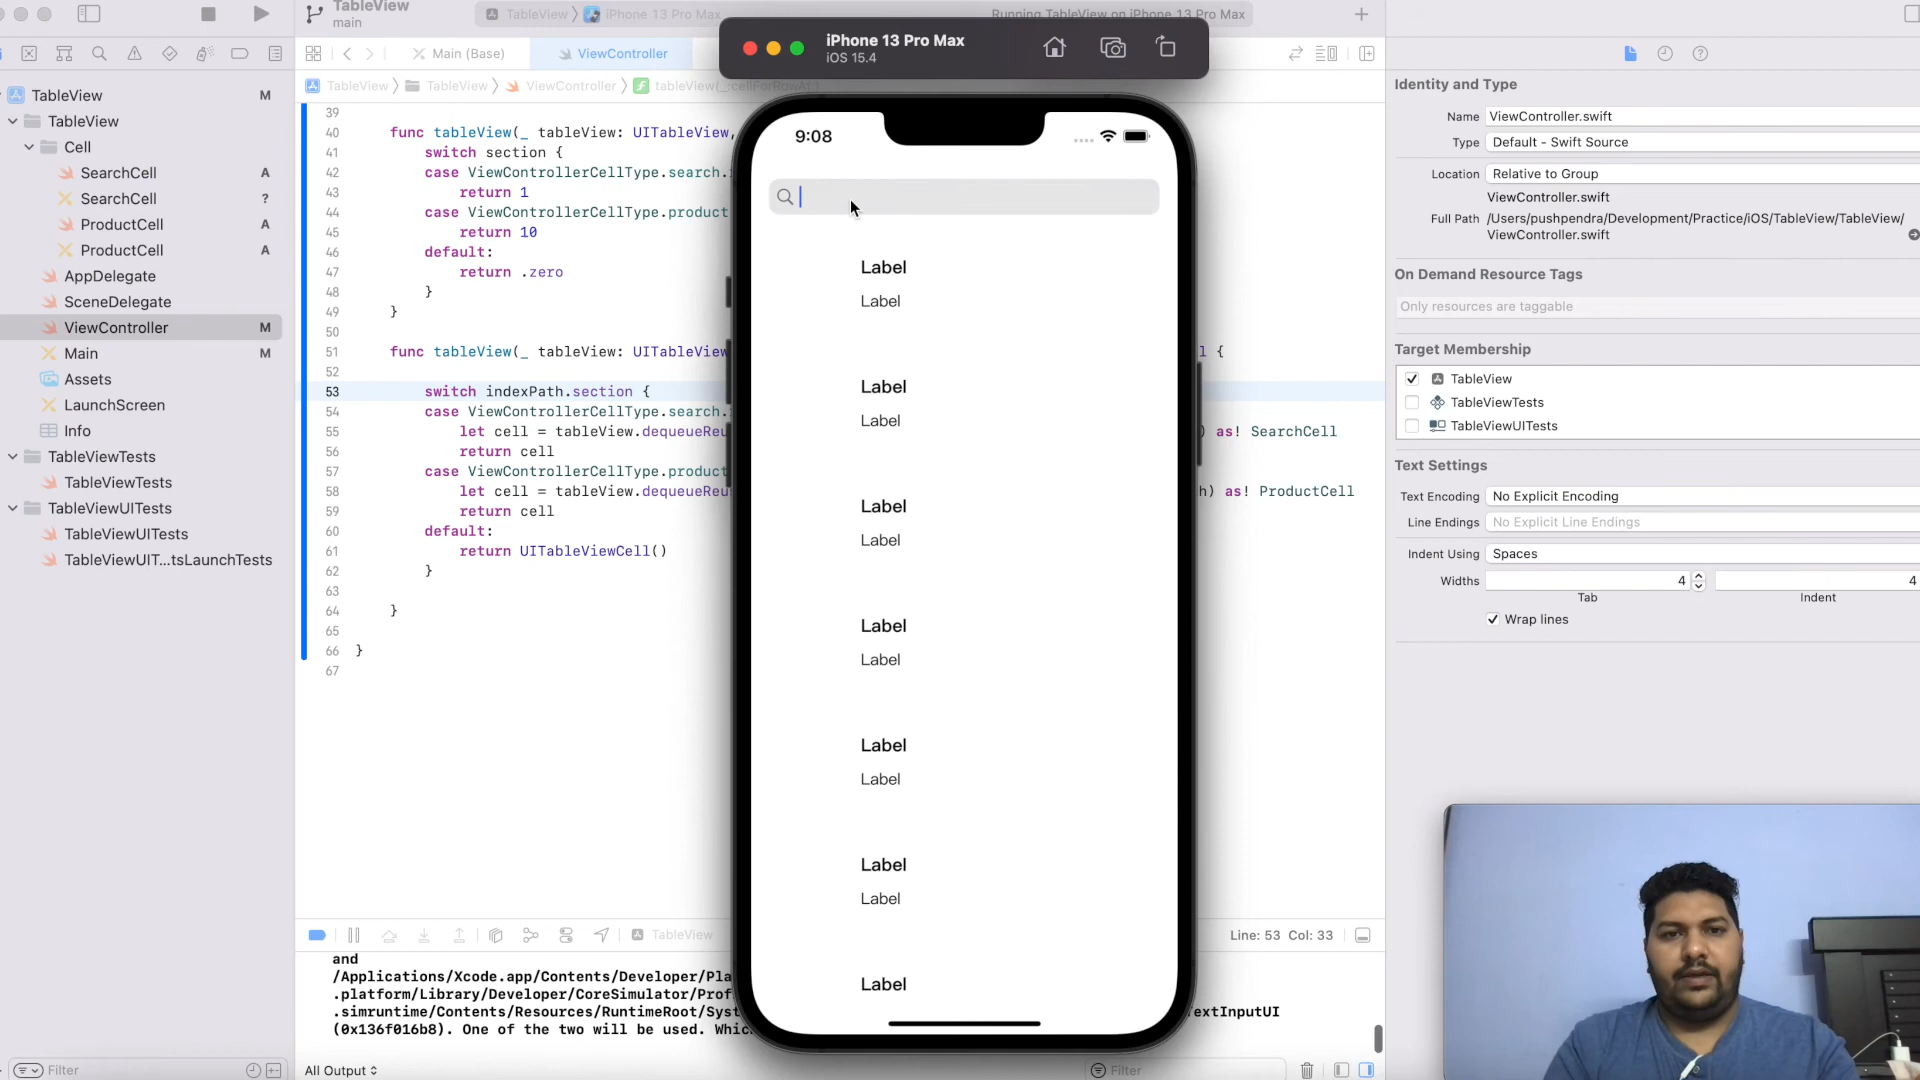 TableView
main
TableView
iPhone 13 Pro Max
Running TableView on iPhone 13 Pro Max
iPhone 13 Pro Max
iOS 15.4
Main (Base)
ViewController
TableView
TableView
ViewController
tableView(_:cellForRowAt:)
TableView M
TableView
Cell
SearchCell A
SearchCell ?
ProductCell A
ProductCell A
AppDelegate
SceneDelegate
ViewController M
Main M
Assets
LaunchScreen
Info
TableViewTests
TableViewTests
TableViewUITests
TableViewUITests
TableViewUIT...tsLaunchTests
Filter
39
40 func tableView(_ tableView: UITableView,
41 switch section {
42 case ViewControllerCellType.search.
43 return 1
44 case ViewControllerCellType.product
45 return 10
46 default:
47 return .zero
48 }
49 }
50
51 func tableView(_ tableView: UITableView l {
52
53 switch indexPath.section {
54 case ViewControllerCellType.search.
55 let cell = tableView.dequeueReu ) as! SearchCell
56 return cell
57 case ViewControllerCellType.product
58 let cell = tableView.dequeueReu h) as! ProductCell
59 return cell
60 default:
61 return UITableViewCell()
62 }
63
64 }
65
66 }
67
9:08
Label
Label
Label
Label
Label
Label
Label
Label
Label
Label
Label
Label
Label
TableView
Line: 53 Col: 33
and
/Applications/Xcode.app/Contents/Developer/Pla
.platform/Library/Developer/CoreSimulator/Prof
.simruntime/Contents/Resources/RuntimeRoot/Syst extInputUI
(0x136f016b8). One of the two will be used. Whic
All Output
Filter
Identity and Type
Name ViewController.swift
Type Default - Swift Source
Location Relative to Group
ViewController.swift
Full Path /Users/pushpendra/Development/Practice/iOS/TableView/TableView/
ViewController.swift
On Demand Resource Tags
Only resources are taggable
Target Membership
TableView
TableViewTests
TableViewUITests
Text Settings
Text Encoding No Explicit Encoding
Line Endings No Explicit Line Endings
Indent Using Spaces
Widths 4 4
Tab Indent
Wrap lines